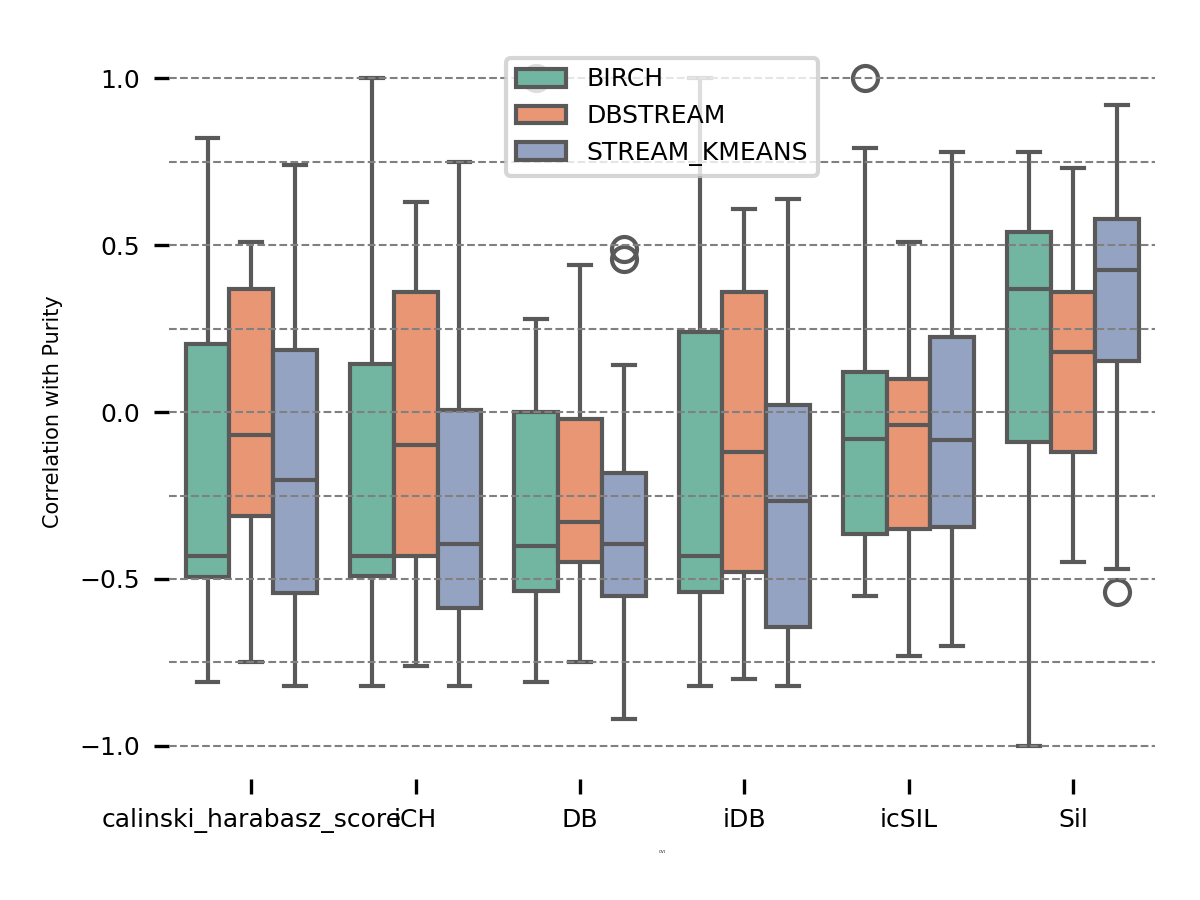 BIRCH
DBSTREAM
STREAM_KMEANS
1.0
0.5
0.0
−0.5
−1.0
Correlation with Purity
calinski_harabasz_score
iCH
DB
iDB
icSIL
Sil